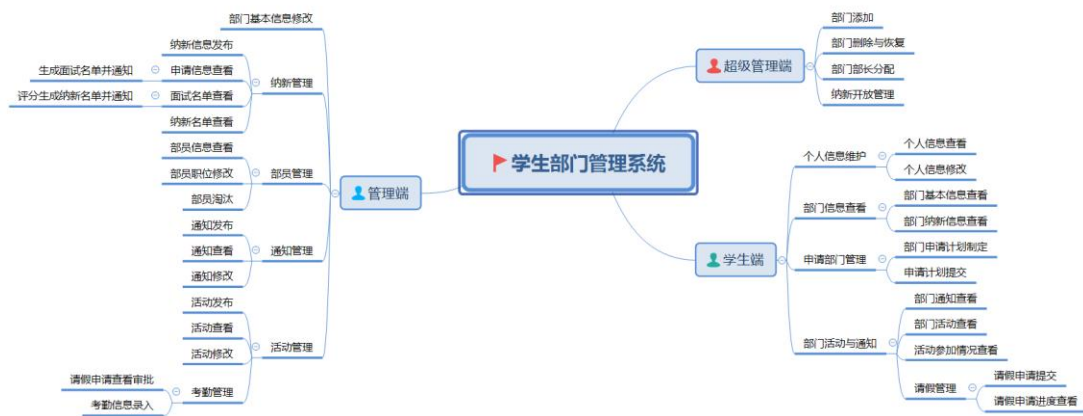 学生部门管理系统
管理端
部门基本信息修改
纳新管理
纳新信息发布
申请信息查看
生成面试名单并通知
面试名单查看
评分生成纳新名单并通知
纳新名单查看
部员管理
部员信息查看
部员职位修改
部员淘汰
通知管理
通知发布
通知查看
通知修改
活动管理
活动发布
活动查看
活动修改
考勤管理
请假申请查看审批
考勤信息录入
超级管理端
部门添加
部门删除与恢复
部门部长分配
纳新开放管理
学生端
个人信息维护
个人信息查看
个人信息修改
部门信息查看
部门基本信息查看
部门纳新信息查看
申请部门管理
部门申请计划制定
申请计划提交
部门活动与通知
部门通知查看
部门活动查看
活动参加情况查看
请假管理
请假申请提交
请假申请进度查看